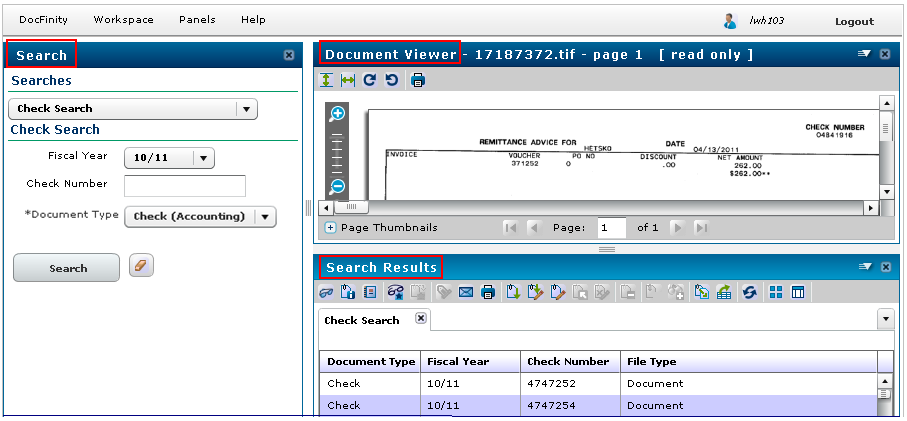 DocFinity Workspace Panels Help lwh103 Logout
Search
Searches
Check Search
Check Search
Fiscal Year 10/11
Check Number
*Document Type Check (Accounting)
Search
Document Viewer - 17187372.tif - page 1 [ read only ]
CHECK NUMBER
04841916
REMITTANCE ADVICE FOR HETSKO DATE 04/13/2011
INVOICE VOUCHER PO NO DISCOUNT NET AMOUNT
371252 0 .00 262.00
$262.00**
Page Thumbnails Page: 1 of 1
Search Results
Check Search
Document Type Fiscal Year Check Number File Type
Check 10/11 4747252 Document
Check 10/11 4747254 Document